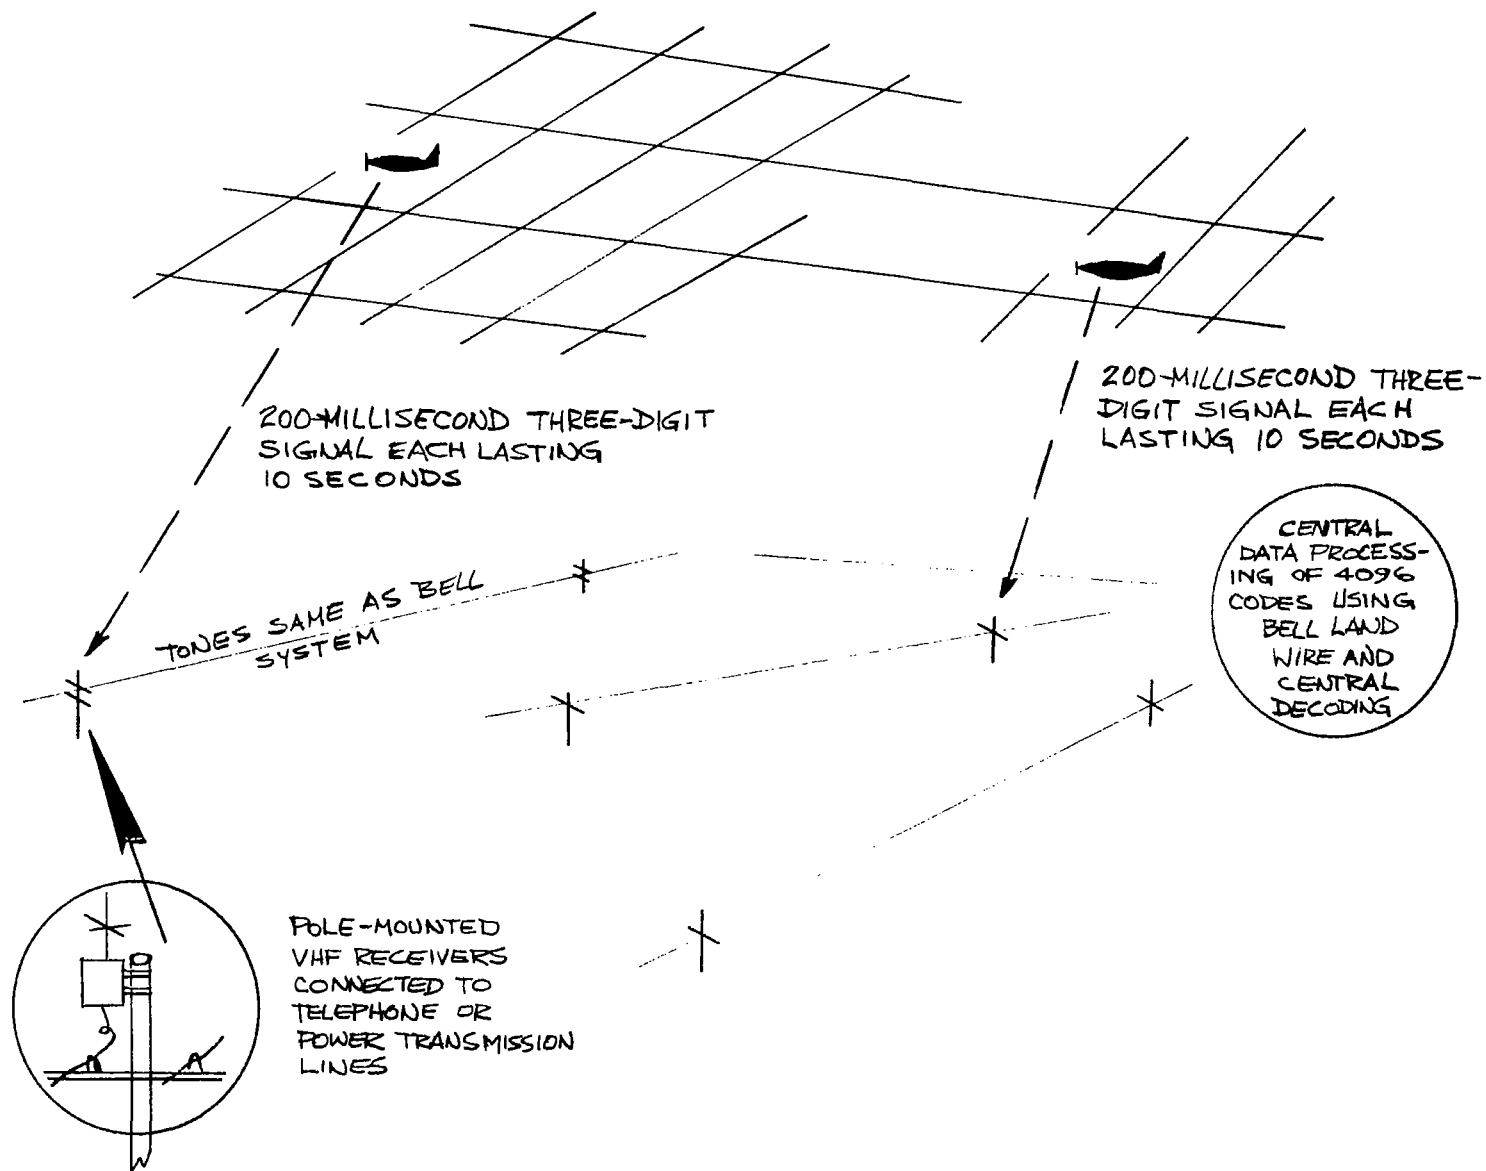 200-MILLISECOND THREE-DIGIT
SIGNAL EACH LASTING
10 SECONDS
200-MILLISECOND THREE-
DIGIT SIGNAL EACH
LASTING 10 SECONDS
CENTRAL
DATA PROCESS-
ING OF 4096
CODES USING
BELL LAND
WIRE AND
CENTRAL
DECODING
TONES SAME AS BELL
SYSTEM
POLE-MOUNTED
VHF RECEIVERS
CONNECTED TO
TELEPHONE OR
POWER TRANSMISSION
LINES